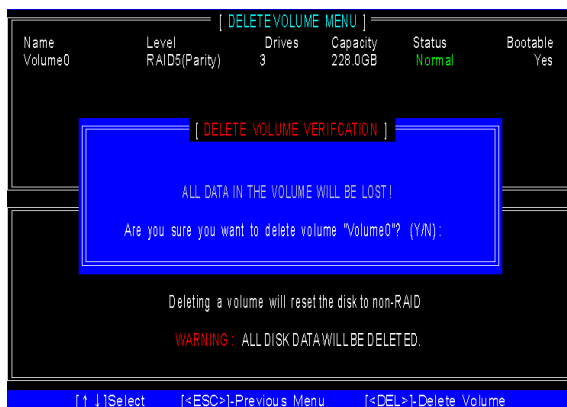 [ DELETE VOLUME MENU ]
Name Level Drives Capacity Status Bootable
Volume0 RAID5(Parity) 3 228.0GB Normal Yes
[ DELETE VOLUME VERIFCATION ]
ALL DATA IN THE VOLUME WILL BE LOST!
Are you sure you want to delete volume "Volume0"? (Y/N) :
Deleting a volume will reset the disk to non-RAID
WARNING : ALL DISK DATA WILL BE DELETED.
[↑ ↓]Select [<ESC>]-Previous Menu [<DEL>]-Delete Volume